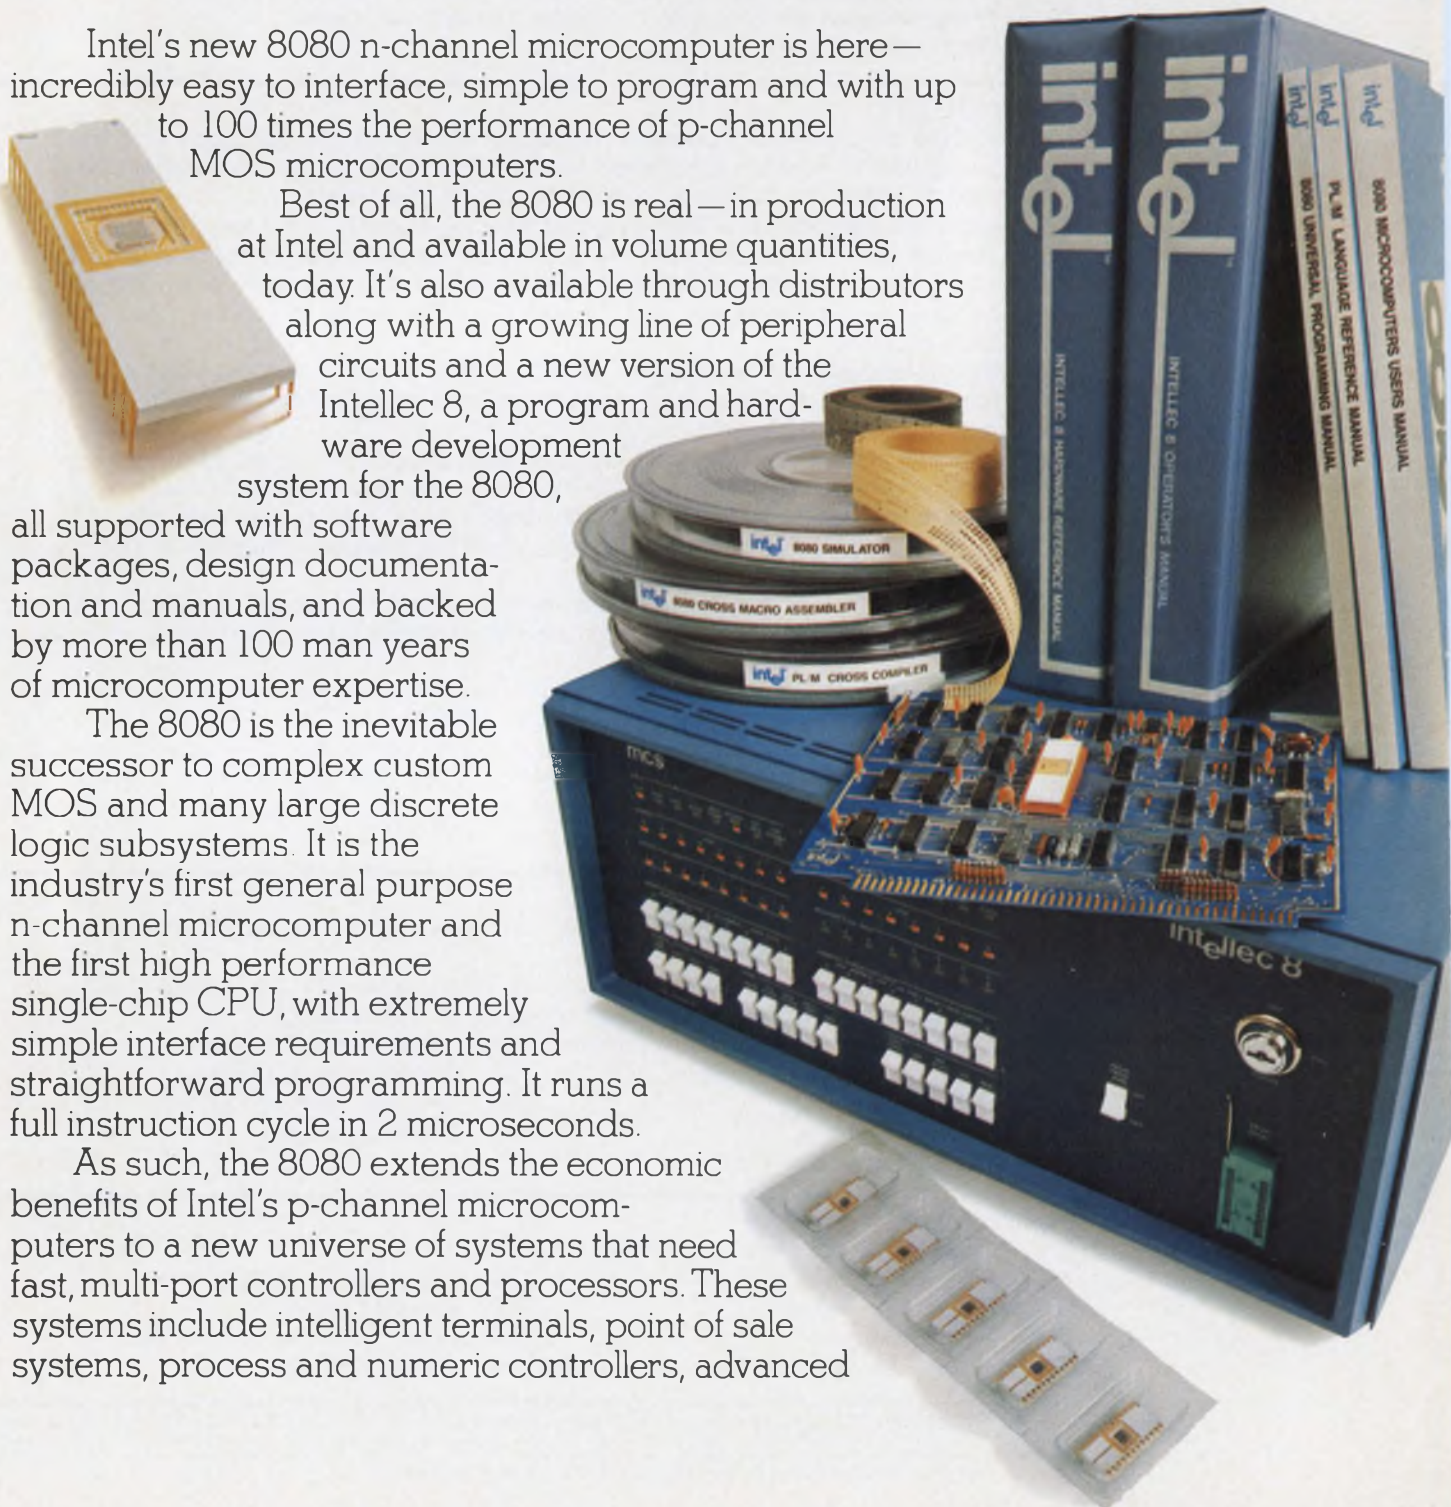 Intel's new 8080 n-channel microcomputer is here—
incredibly easy to interface, simple to program and with up
to 100 times the performance of p-channel
MOS microcomputers.
Best of all, the 8080 is real—in production
at Intel and available in volume quantities,
today. It's also available through distributors
along with a growing line of peripheral
circuits and a new version of the
Intellec 8, a program and hard-
ware development
system for the 8080,
all supported with software
packages, design documenta-
tion and manuals, and backed
by more than 100 man years
of microcomputer expertise.
The 8080 is the inevitable
successor to complex custom
MOS and many large discrete
logic subsystems. It is the
industry's first general purpose
n-channel microcomputer and
the first high performance
single-chip CPU, with extremely
simple interface requirements and
straightforward programming. It runs a
full instruction cycle in 2 microseconds.
As such, the 8080 extends the economic
benefits of Intel's p-channel microcom-
puters to a new universe of systems that need
fast, multi-port controllers and processors. These
systems include intelligent terminals, point of sale
systems, process and numeric controllers, advanced
intel™
INTELLEC 8 HARDWARE REFERENCE MANUAL
intel™
INTELLEC 8 OPERATOR'S MANUAL
intel
8080 UNIVERSAL PROGRAMMING MANUAL
intel
PL/M LANGUAGE REFERENCE MANUAL
intel
8080 MICROCOMPUTERS USERS MANUAL
intel 8080 SIMULATOR
intel 8080 CROSS MACRO ASSEMBLER
intel PL/M CROSS COMPILER
mcs
intellec 8